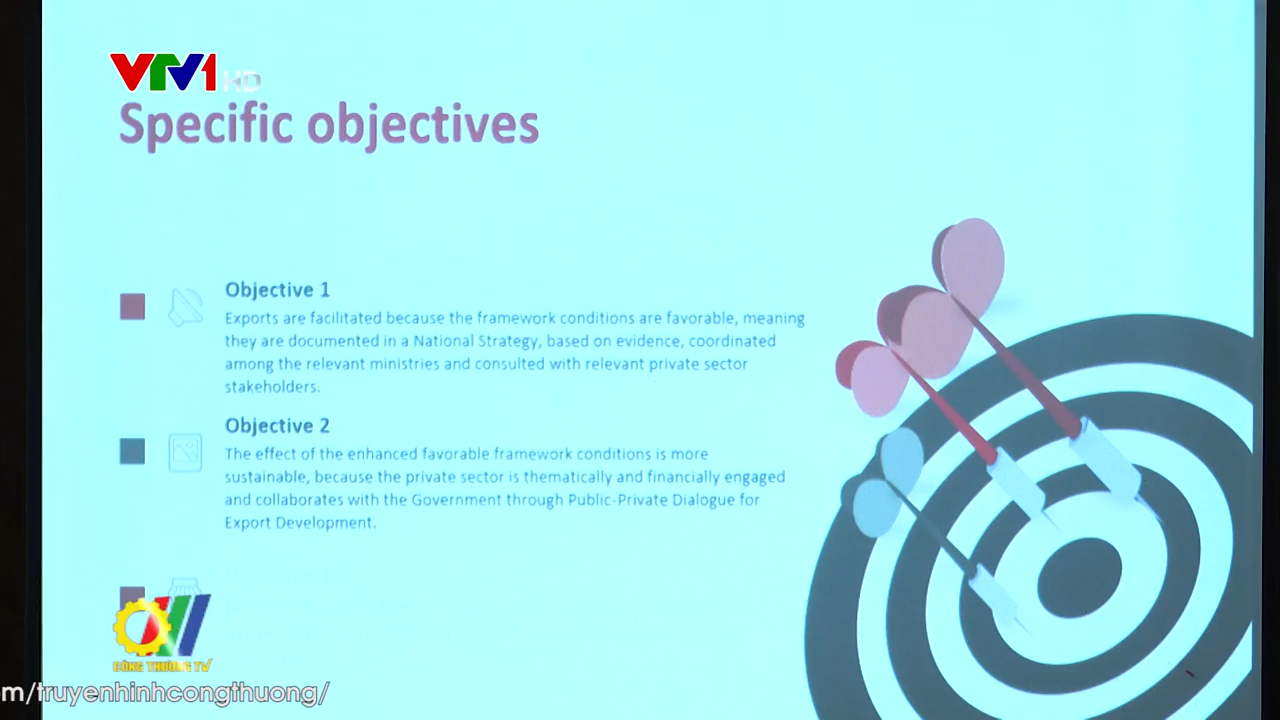 VTV1 HD
Specific objectives
Objective 1
Exports are facilitated because the framework conditions are favorable, meaning
they are documented in a National Strategy, based on evidence, coordinated
among the relevant ministries and consulted with relevant private sector
stakeholders.
Objective 2
The effect of the enhanced favorable framework conditions is more
sustainable, because the private sector is thematically and financially engaged
and collaborates with the Government through Public-Private Dialogue for
Export Development.
CÔNG THƯƠNG TV
m/truyenhinhcongthuong/